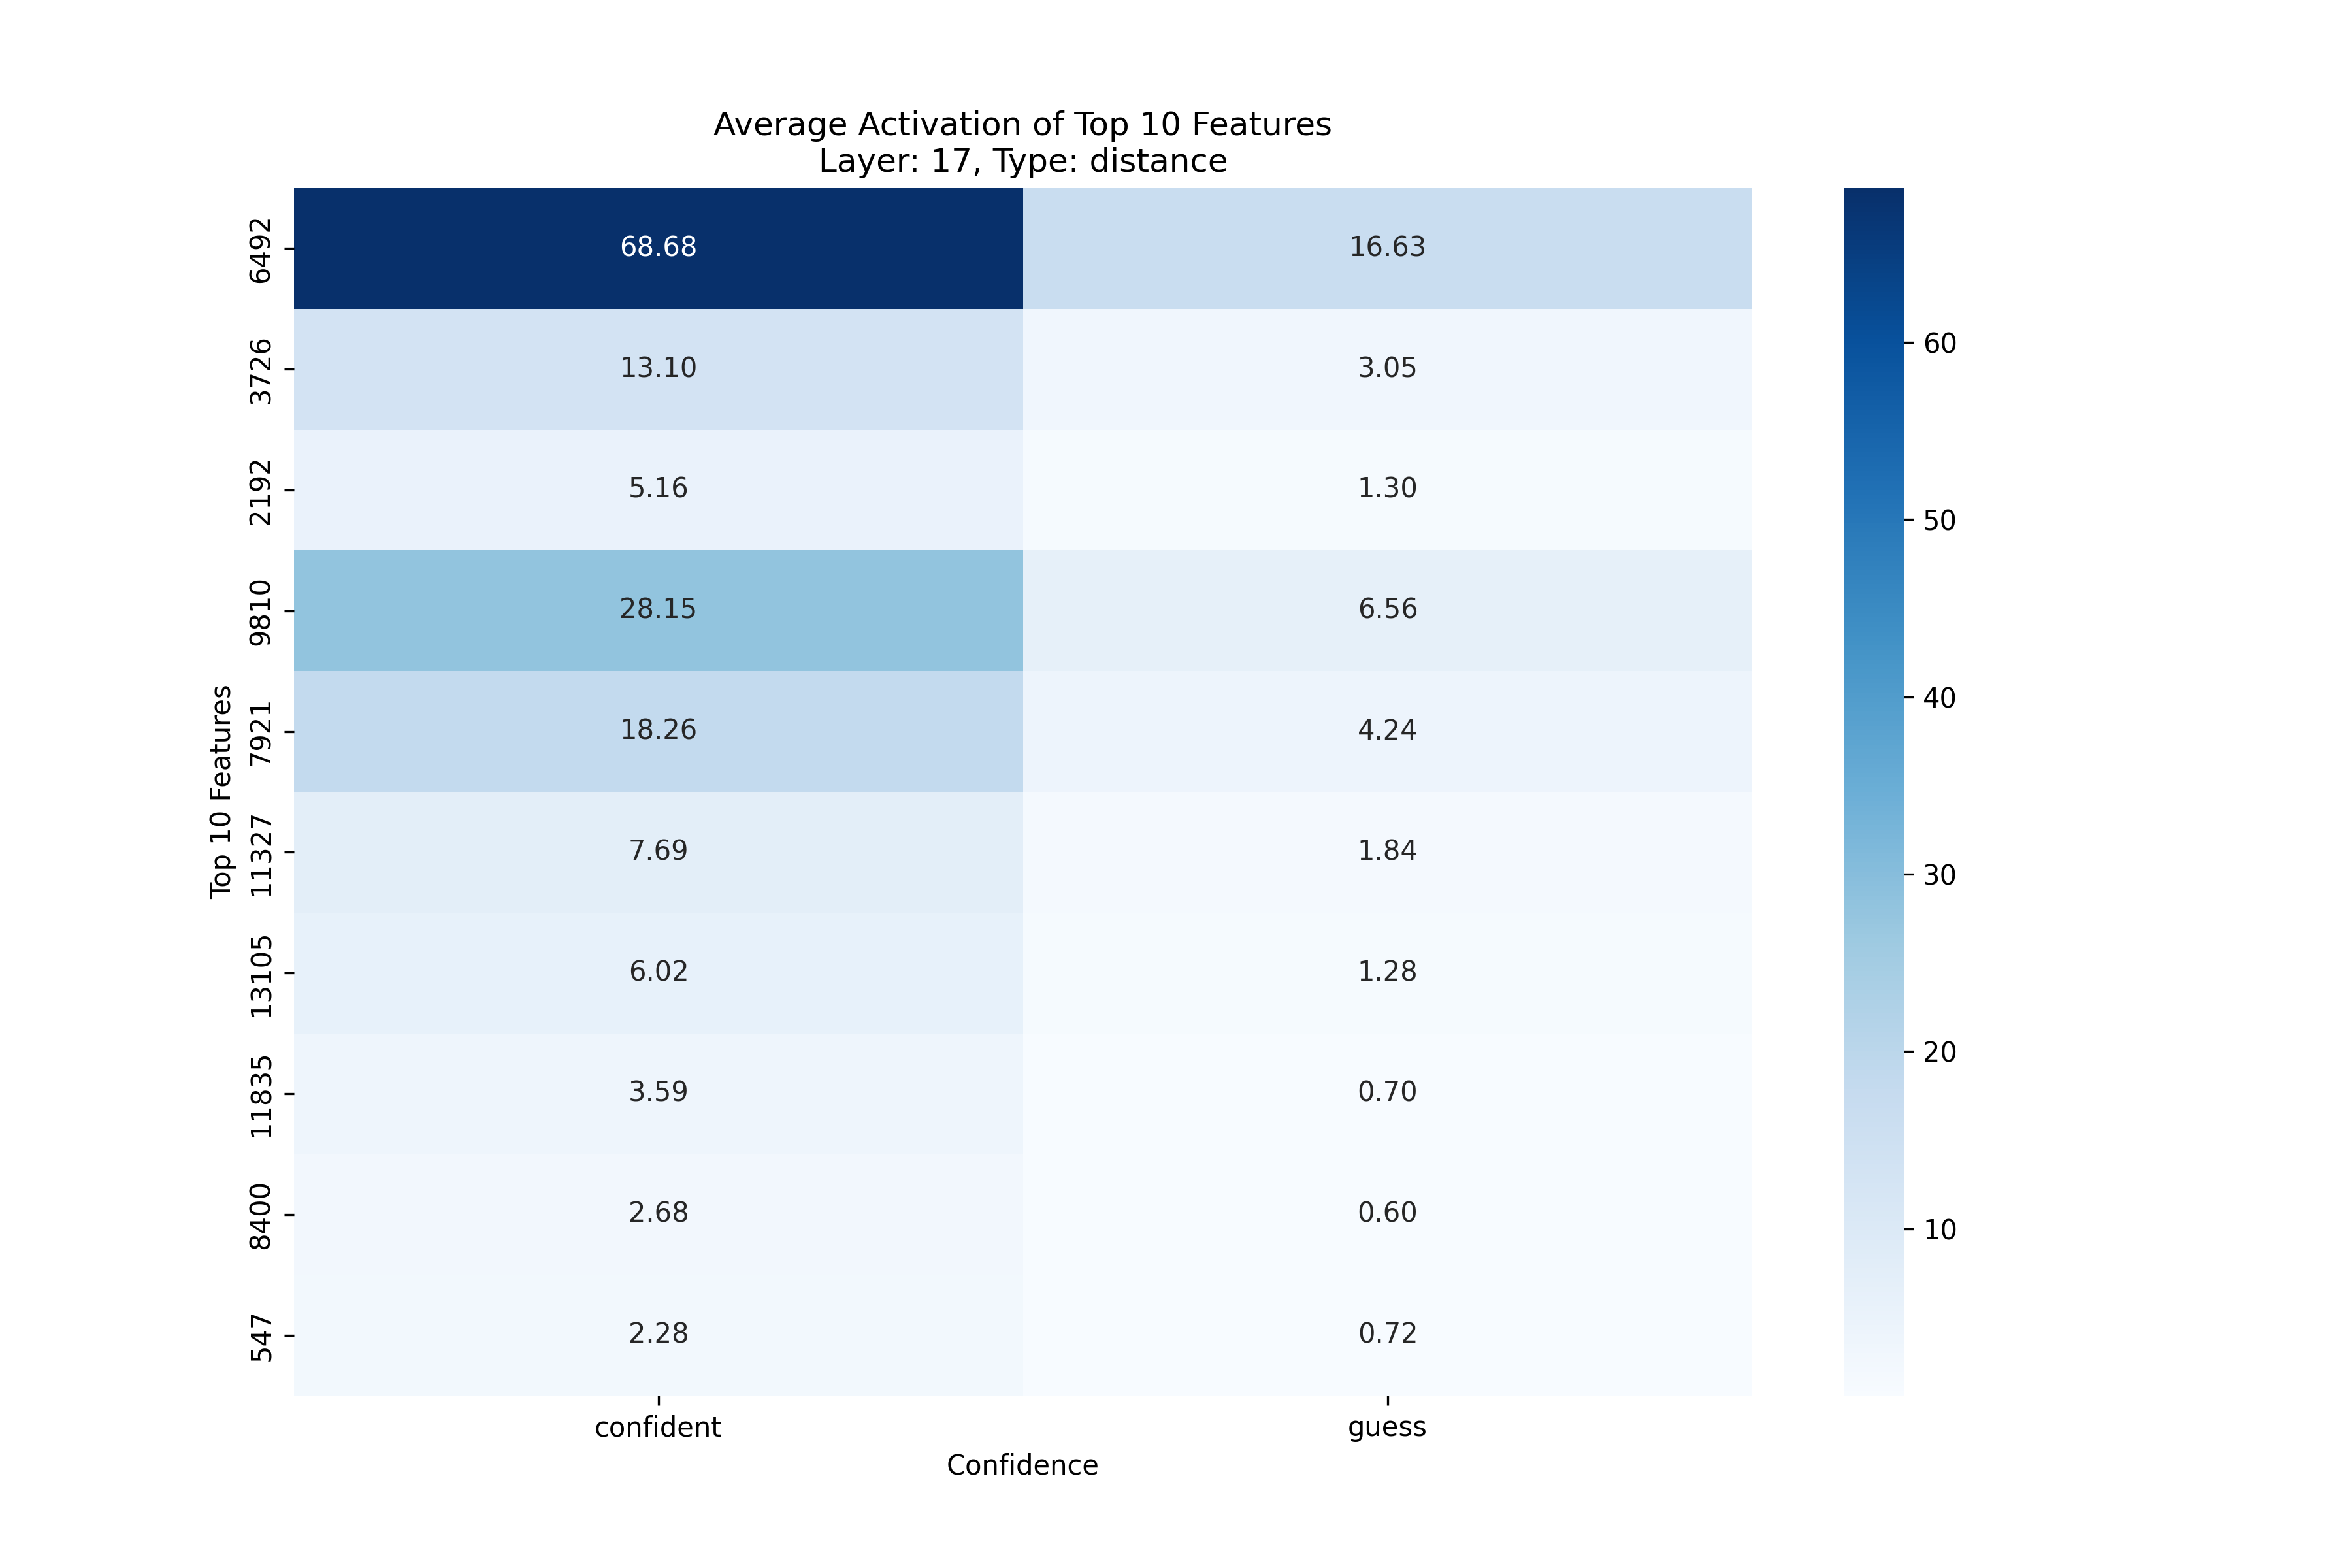 Average Activation of Top 10 Features
Layer: 17, Type: distance
Top 10 Features
6492 68.68 16.63
3726 13.10 3.05
2192 5.16 1.30
9810 28.15 6.56
7921 18.26 4.24
11327 7.69 1.84
13105 6.02 1.28
11835 3.59 0.70
8400 2.68 0.60
547 2.28 0.72
confident guess
Confidence
60
50
40
30
20
10